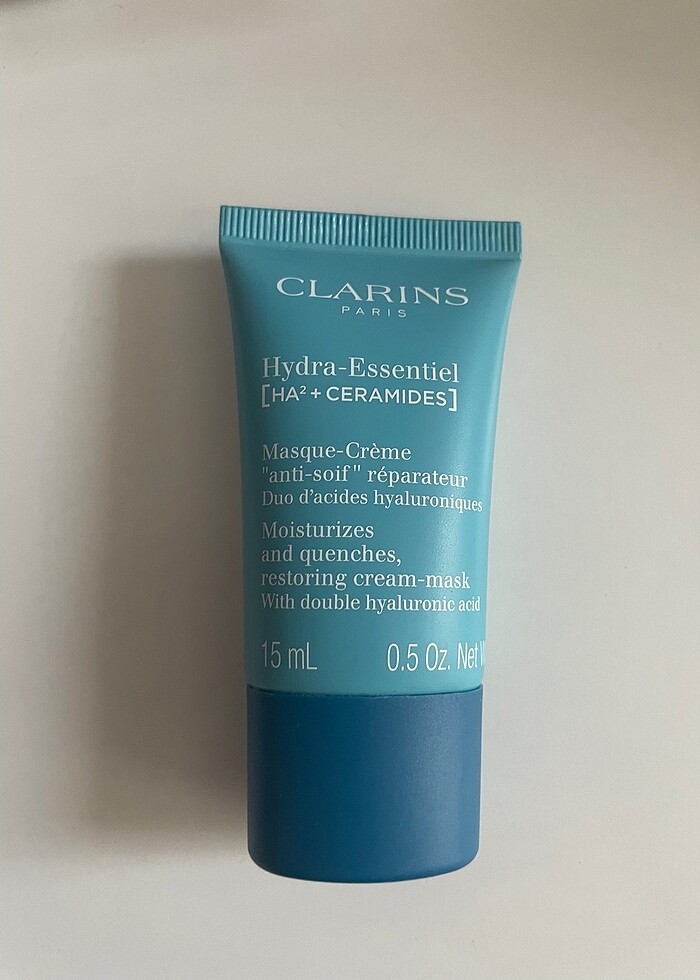 CLARINS
PARIS
Hydra-Essentiel
[HA² + CERAMIDES]
Masque-Crème
"anti-soif" réparateur
Duo d'acides hyaluroniques
Moisturizes
and quenches,
restoring cream-mask
With double hyaluronic acid
15 mL 0.5 Oz. Net